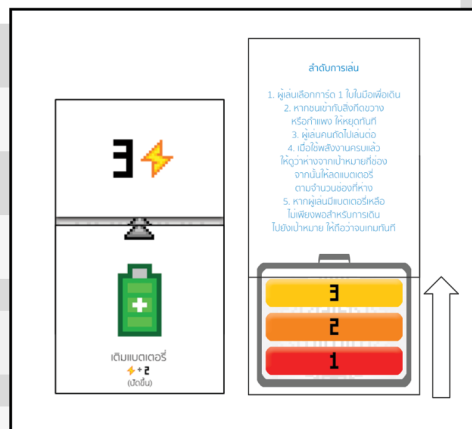 3
เติมแบตเตอรี่
+2
(ปัดขึ้น)
ลำดับการเล่น
1. ผู้เล่นเลือกการ์ด 1 ใบในมือเพื่อเดิน
2. หากชนเข้ากับสิ่งกีดขวาง
หรือกำแพง ให้หยุดทันที
3. ผู้เล่นคนถัดไปเล่นต่อ
4. เมื่อใช้พลังงานครบแล้ว
ให้ดูว่าห่างจากเป้าหมายกี่ช่อง
จากนั้นให้ลดแบตเตอรี่
ตามจำนวนช่องที่ห่าง
5. หากผู้เล่นมีแบตเตอรี่เหลือ
ไม่เพียงพอสำหรับการเดิน
ไปยังเป้าหมาย ให้ถือว่าจบเกมทันที
3
2
1